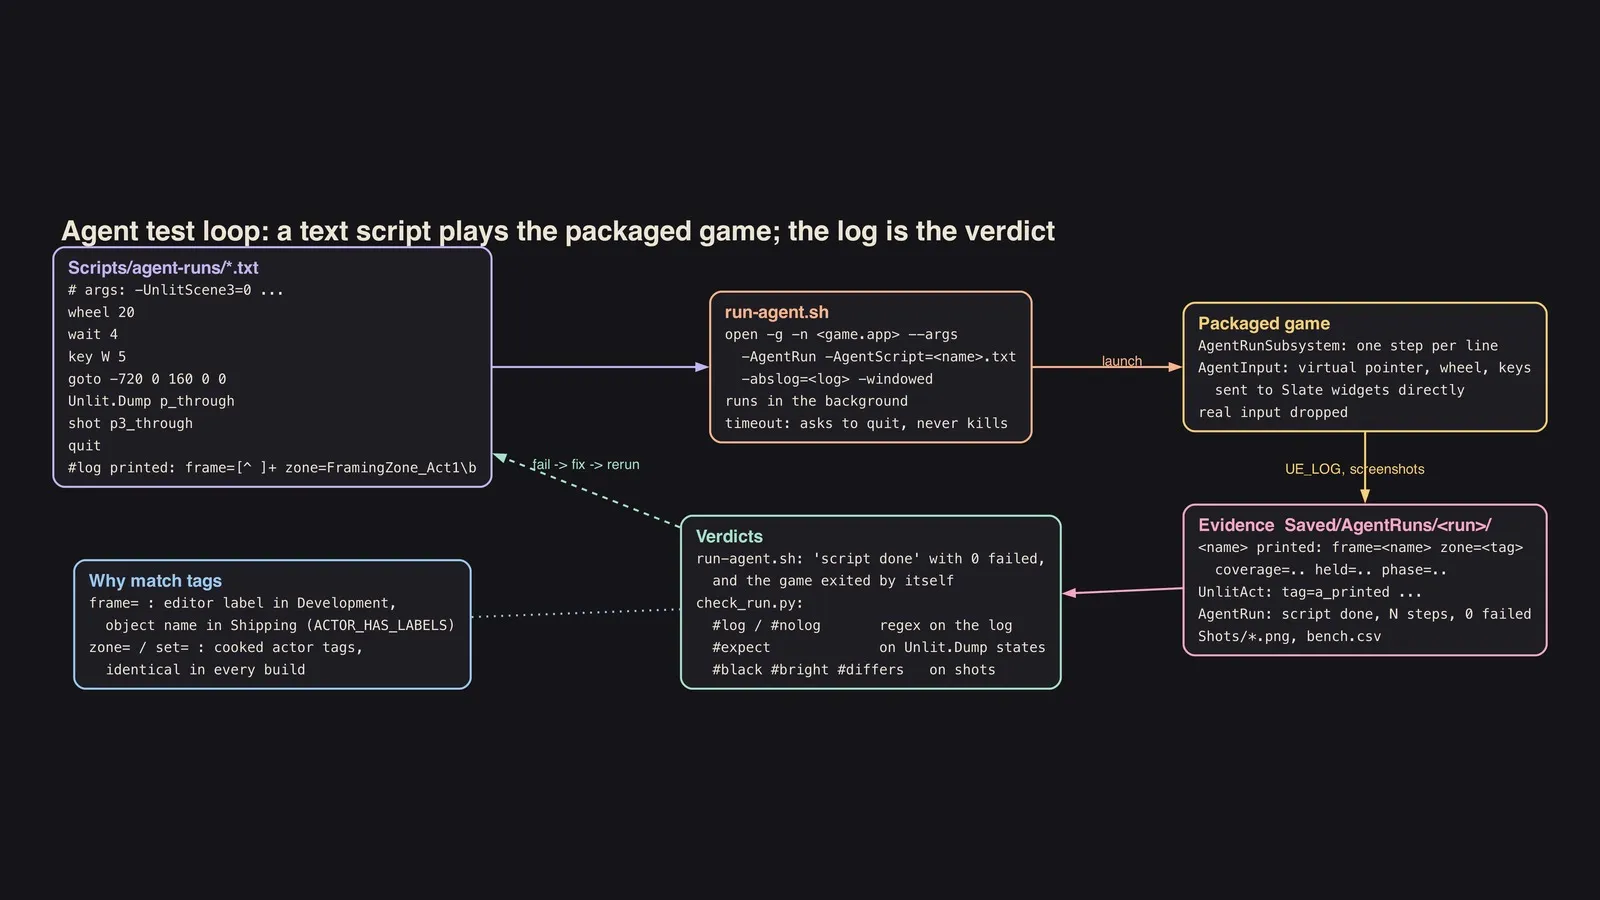 Agent test loop: a text script plays the packaged game; the log is the verdict
Scripts/agent-runs/*.txt
# args: -UnlitScene3=0 ...
wheel 20
wait 4
key W 5
goto -720 0 160 0 0
Unlit.Dump p_through
shot p3_through
quit
#log printed: frame=[^ ]+ zone=FramingZone_Act1\b
run-agent.sh
open -g -n <game.app> --args
-AgentRun -AgentScript=<name>.txt
-abslog=<log> -windowed
runs in the background
timeout: asks to quit, never kills
launch
Packaged game
AgentRunSubsystem: one step per line
AgentInput: virtual pointer, wheel, keys
sent to Slate widgets directly
real input dropped
UE_LOG, screenshots
Evidence  Saved/AgentRuns/<run>/
<name> printed: frame=<name> zone=<tag>
coverage=.. held=.. phase=..
UnlitAct: tag=a_printed ...
AgentRun: script done, N steps, 0 failed
Shots/*.png, bench.csv
Verdicts
run-agent.sh: 'script done' with 0 failed,
and the game exited by itself
check_run.py:
#log / #nolog       regex on the log
#expect             on Unlit.Dump states
#black #bright #differs   on shots
fail -> fix -> rerun
Why match tags
frame= : editor label in Development,
object name in Shipping (ACTOR_HAS_LABELS)
zone= / set= : cooked actor tags,
identical in every build